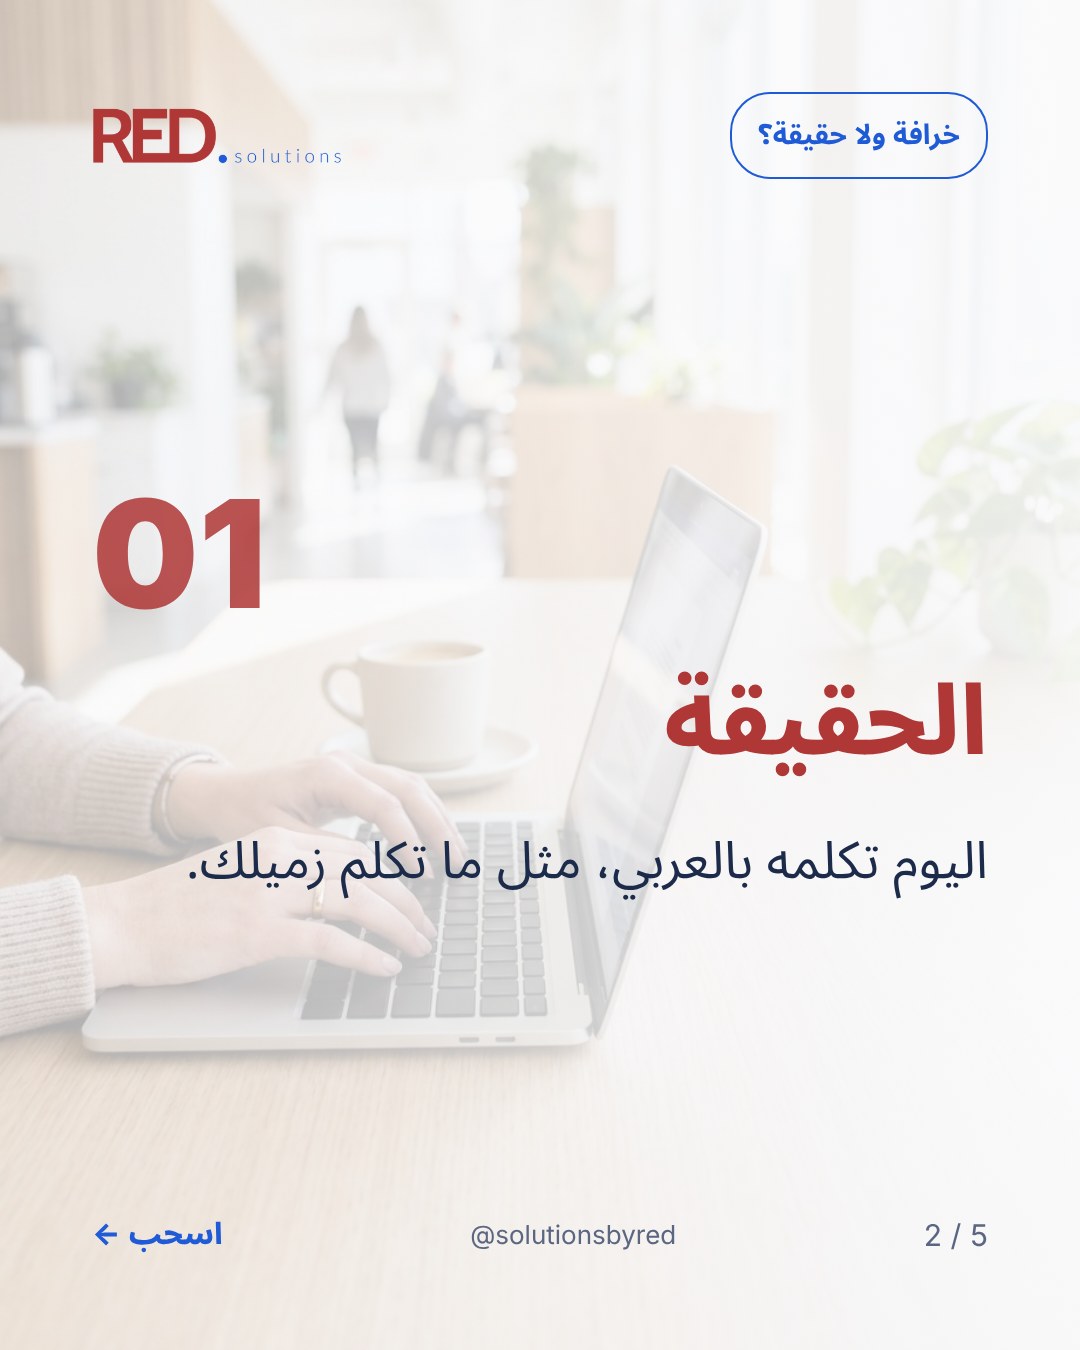 RED. solutions
خرافة ولا حقيقة؟
01
الحقيقة
اليوم تكلمه بالعربي، مثل ما تكلم زميلك.
اسحب ←
@solutionsbyred
2 / 5